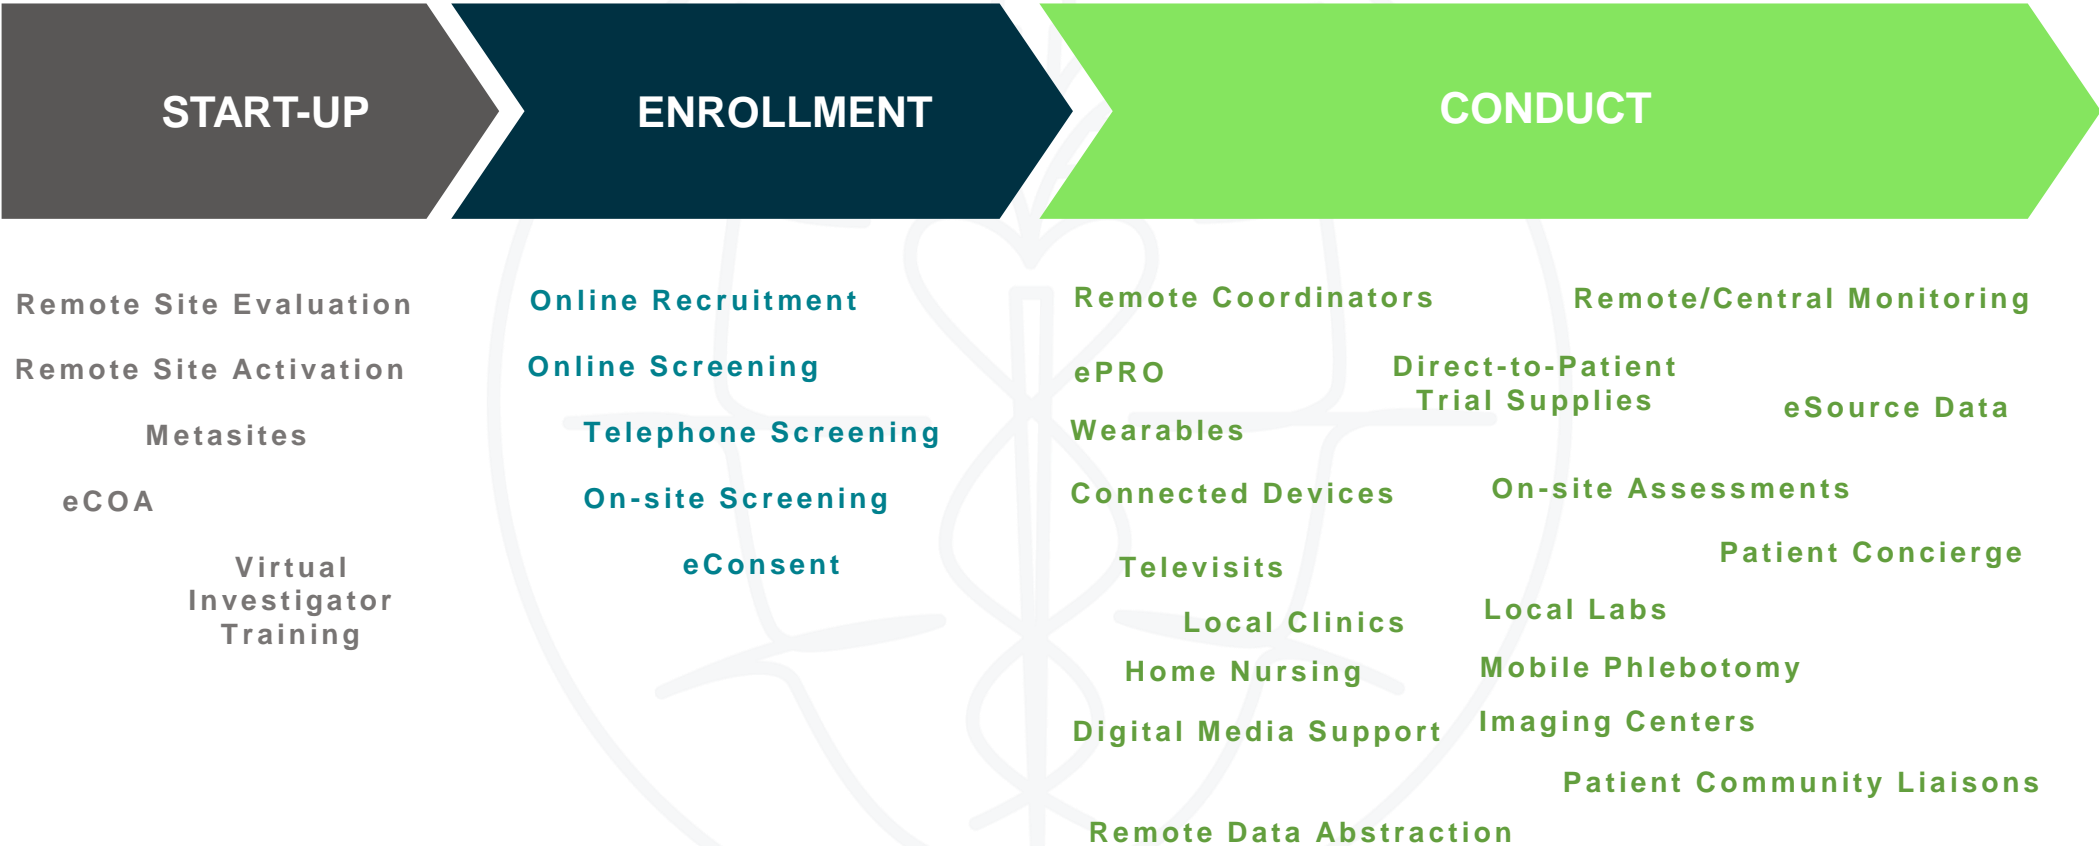 START-UP
ENROLLMENT
CONDUCT
Remote Site Evaluation
Remote Site Activation
Metasites
eCOA
Virtual
Investigator
Training
Online Recruitment
Online Screening
Telephone Screening
On-site Screening
eConsent
Remote Coordinators
Remote/Central Monitoring
ePRO
Direct-to-Patient
Trial Supplies
eSource Data
Wearables
Connected Devices
On-site Assessments
Patient Concierge
Televisits
Local Clinics
Local Labs
Home Nursing
Mobile Phlebotomy
Digital Media Support
Imaging Centers
Patient Community Liaisons
Remote Data Abstraction